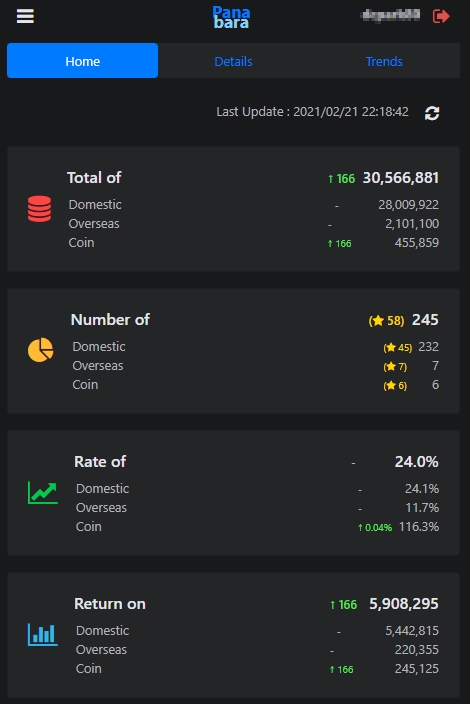 Pana
bara
Home Details Trends
Last Update : 2021/02/21 22:18:42
Total of ↑ 166 30,566,881
Domestic - 28,009,922
Overseas - 2,101,100
Coin ↑ 166 455,859
Number of (★ 58) 245
Domestic (★ 45) 232
Overseas (★ 7) 7
Coin (★ 6) 6
Rate of - 24.0%
Domestic - 24.1%
Overseas - 11.7%
Coin ↑ 0.04% 116.3%
Return on ↑ 166 5,908,295
Domestic - 5,442,815
Overseas - 220,355
Coin ↑ 166 245,125